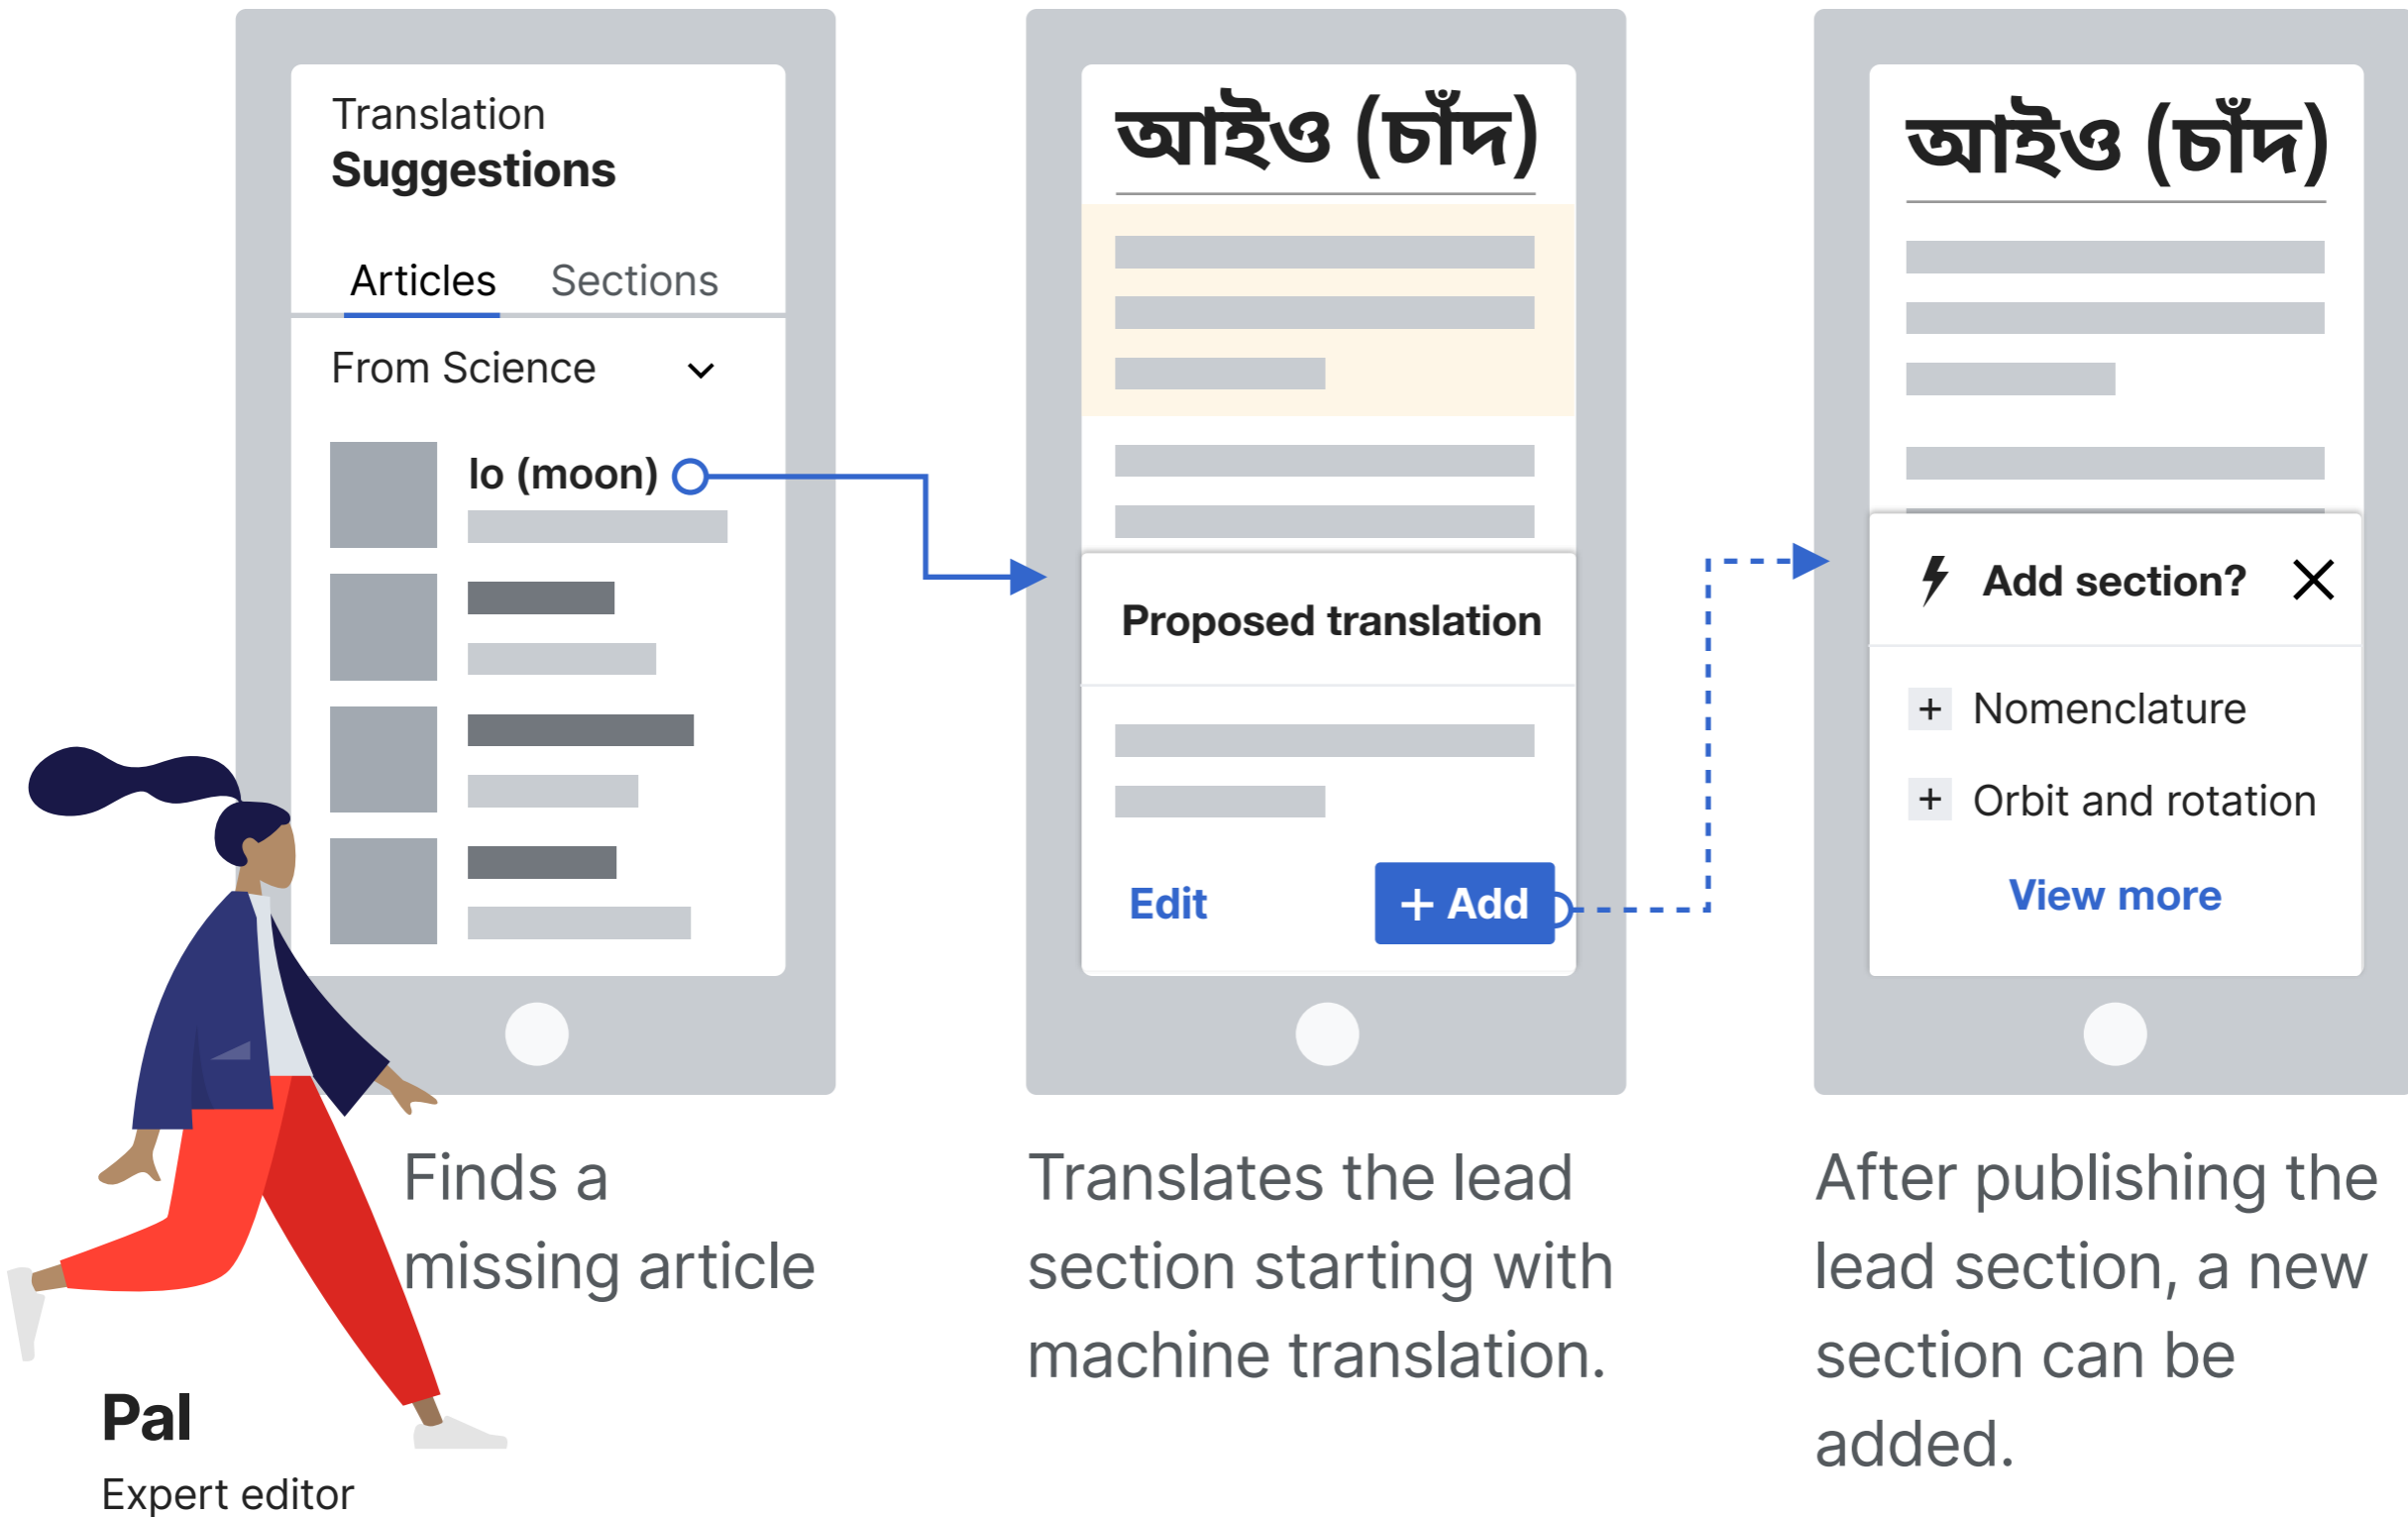 Translation
Suggestions
Articles Sections
From Science
Io (moon)
আইও (চাঁদ)
Proposed translation
Edit + Add
আইও (চাঁদ)
Add section?
+ Nomenclature
+ Orbit and rotation
View more
Finds a
missing article
Translates the lead
section starting with
machine translation.
After publishing the
lead section, a new
section can be
added.
Pal
Expert editor